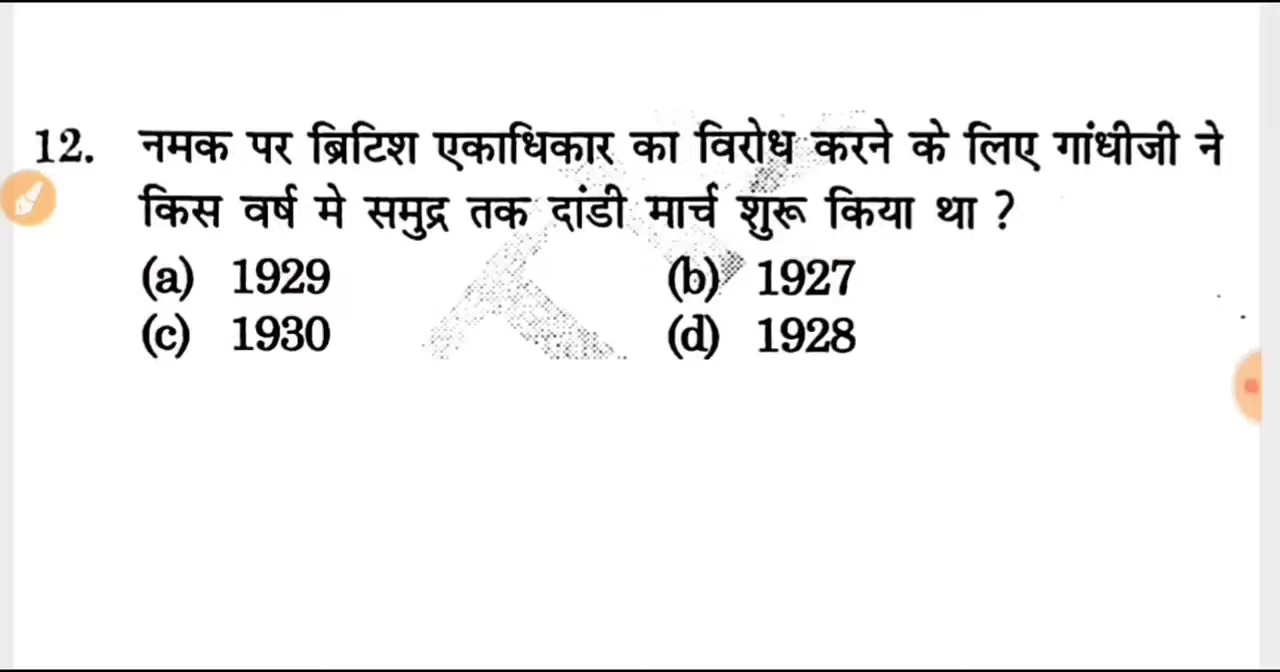 12. नमक पर ब्रिटिश एकाधिकार का विरोध करने के लिए गांधीजी ने
किस वर्ष मे समुद्र तक दांडी मार्च शुरू किया था ?
(a) 1929 (b) 1927
(c) 1930 (d) 1928